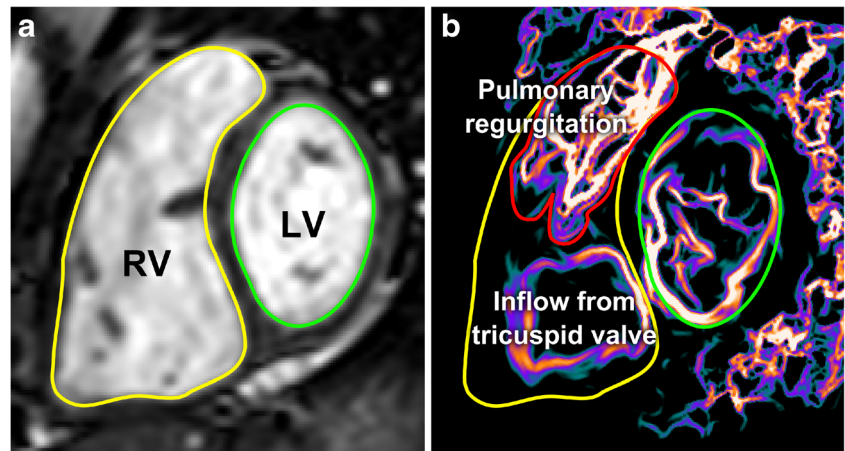 a
RV
LV
b
Pulmonary
regurgitation
Inflow from
tricuspid valve